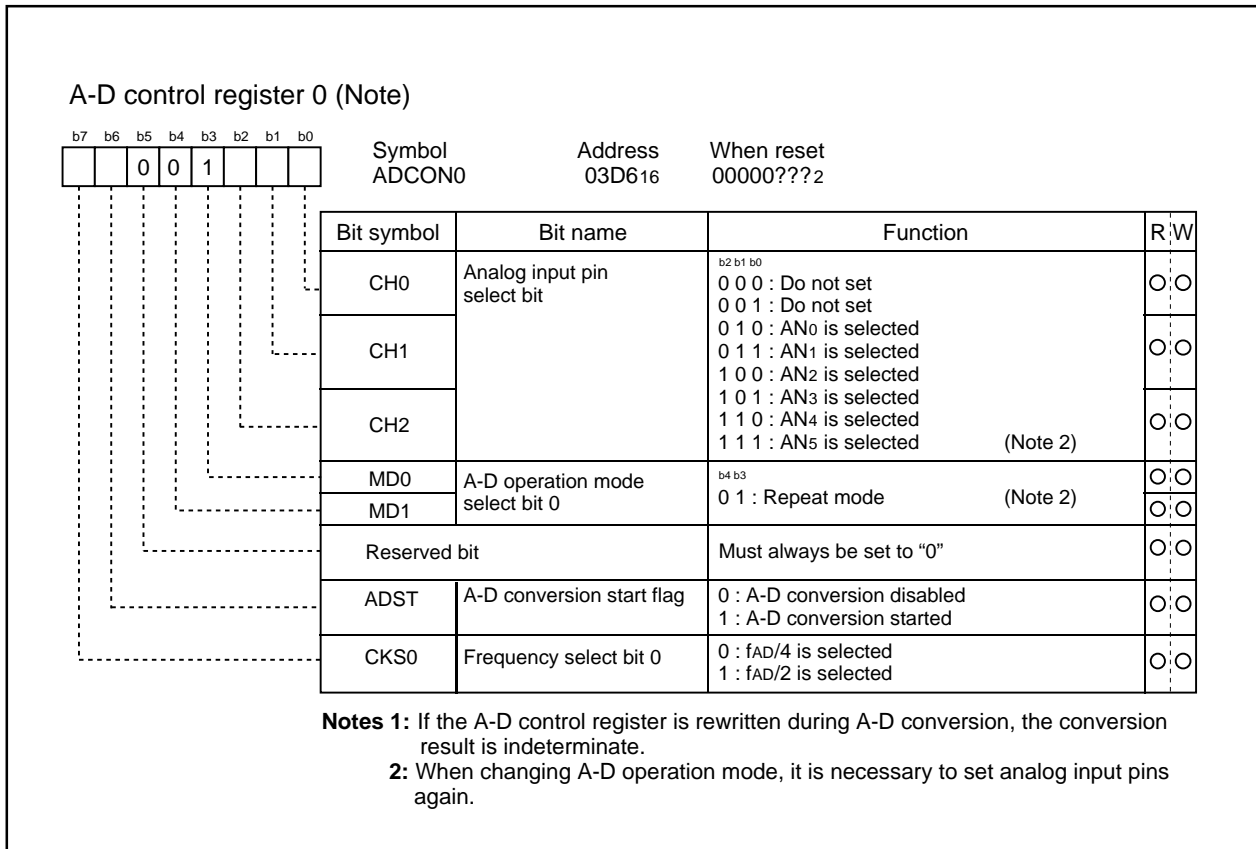 A-D control register 0 (Note)
b7 b6 b5 b4 b3 b2 b1 b0
0 0 1
Symbol Address When reset
ADCON0 03D616 00000???2
Bit symbol Bit name Function R W
CH0 Analog input pin select bit
b2 b1 b0
0 0 0 : Do not set
0 0 1 : Do not set
0 1 0 : AN0 is selected
0 1 1 : AN1 is selected
1 0 0 : AN2 is selected
1 0 1 : AN3 is selected
1 1 0 : AN4 is selected
1 1 1 : AN5 is selected (Note 2)
CH1
CH2
MD0 A-D operation mode select bit 0
b4 b3
0 1 : Repeat mode (Note 2)
MD1
Reserved bit Must always be set to “0”
ADST A-D conversion start flag 0 : A-D conversion disabled
1 : A-D conversion started
CKS0 Frequency select bit 0 0 : fAD/4 is selected
1 : fAD/2 is selected
Notes 1: If the A-D control register is rewritten during A-D conversion, the conversion
result is indeterminate.
2: When changing A-D operation mode, it is necessary to set analog input pins
again.